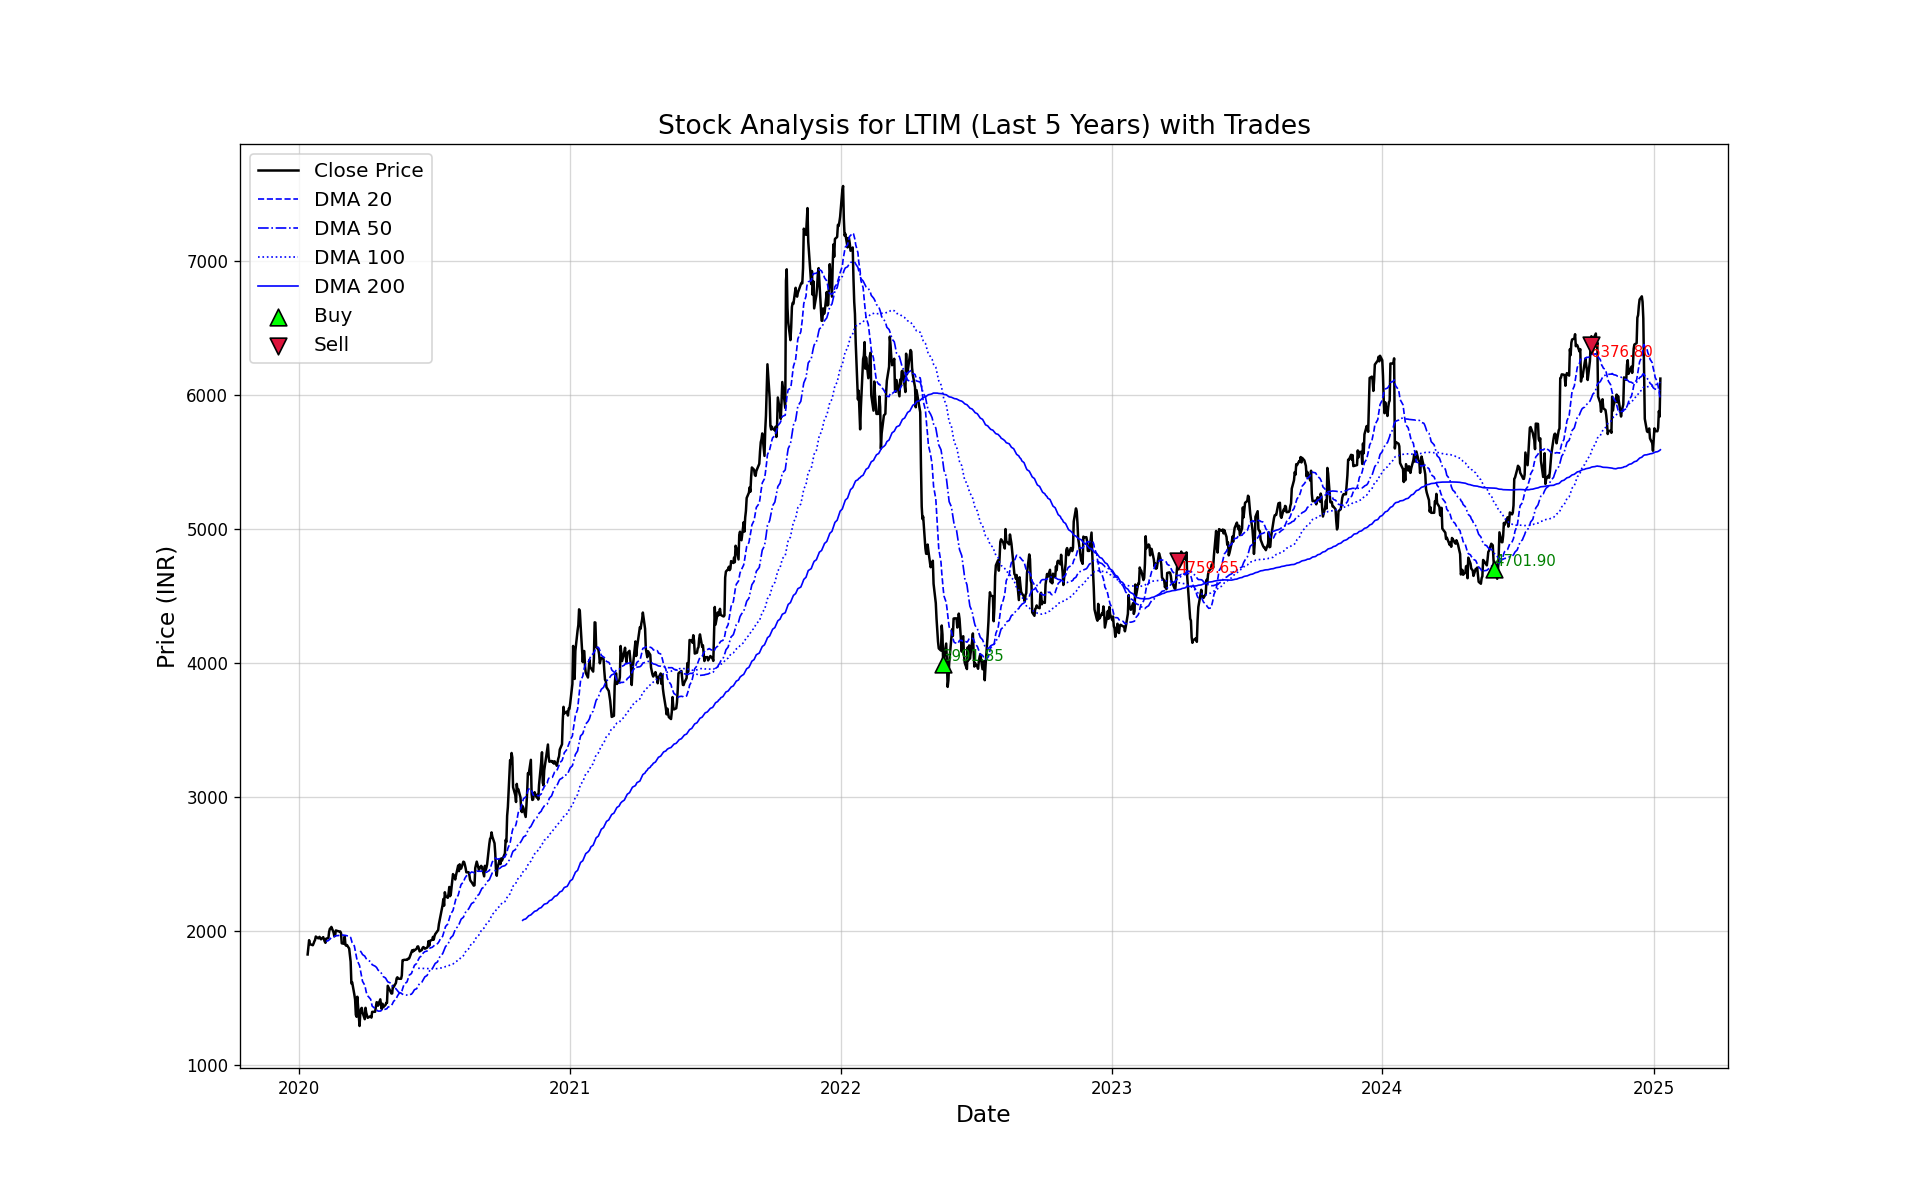 Stock Analysis for LTIM (Last 5 Years) with Trades
Close Price
DMA 20
DMA 50
DMA 100
DMA 200
Buy
Sell
Price (INR)
7000
6000
5000
4000
3000
2000
1000
4759.65
4701.90
2020
2021
2022
2023
2024
2025
Date